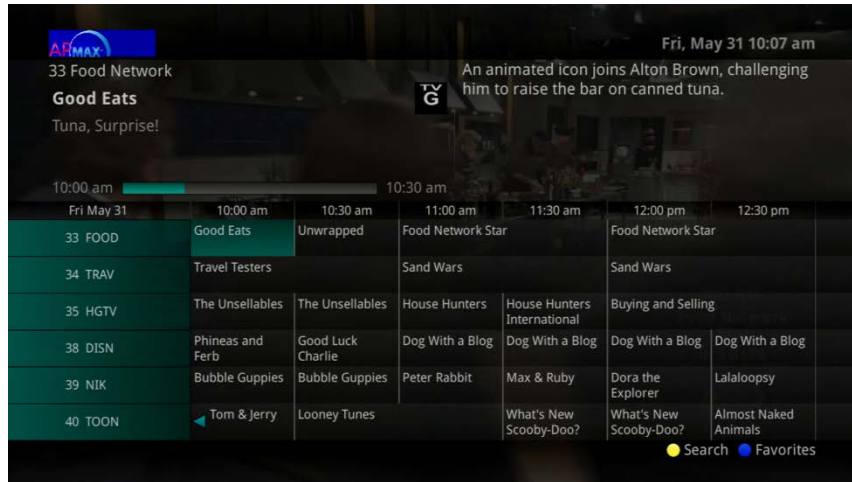 ARMAX
Fri, May 31 10:07 am
33 Food Network
Good Eats
Tuna, Surprise!
TV
G
An animated icon joins Alton Brown, challenging
him to raise the bar on canned tuna.
10:00 am 10:30 am
Fri May 31 10:00 am 10:30 am 11:00 am 11:30 am 12:00 pm 12:30 pm
33 FOOD Good Eats Unwrapped Food Network Star Food Network Star
34 TRAV Travel Testers Sand Wars Sand Wars
35 HGTV The Unsellables The Unsellables House Hunters House Hunters Buying and Selling
International
38 DISN Phineas and Good Luck Dog With a Blog Dog With a Blog Dog With a Blog Dog With a Blog
Ferb Charlie
39 NIK Bubble Guppies Bubble Guppies Peter Rabbit Max & Ruby Dora the Lalaloopsy
Explorer
40 TOON Tom & Jerry Looney Tunes What's New What's New Almost Naked
Scooby-Doo? Scooby-Doo? Animals
Search Favorites